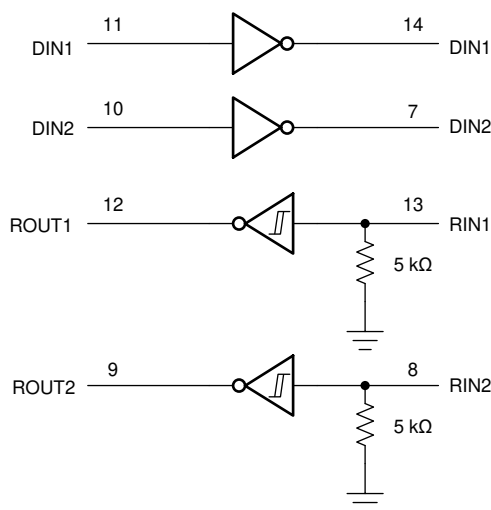 11 14
DIN1 DIN1
10 7
DIN2 DIN2
12 13
ROUT1 RIN1
5 kΩ
9 8
ROUT2 RIN2
5 kΩ